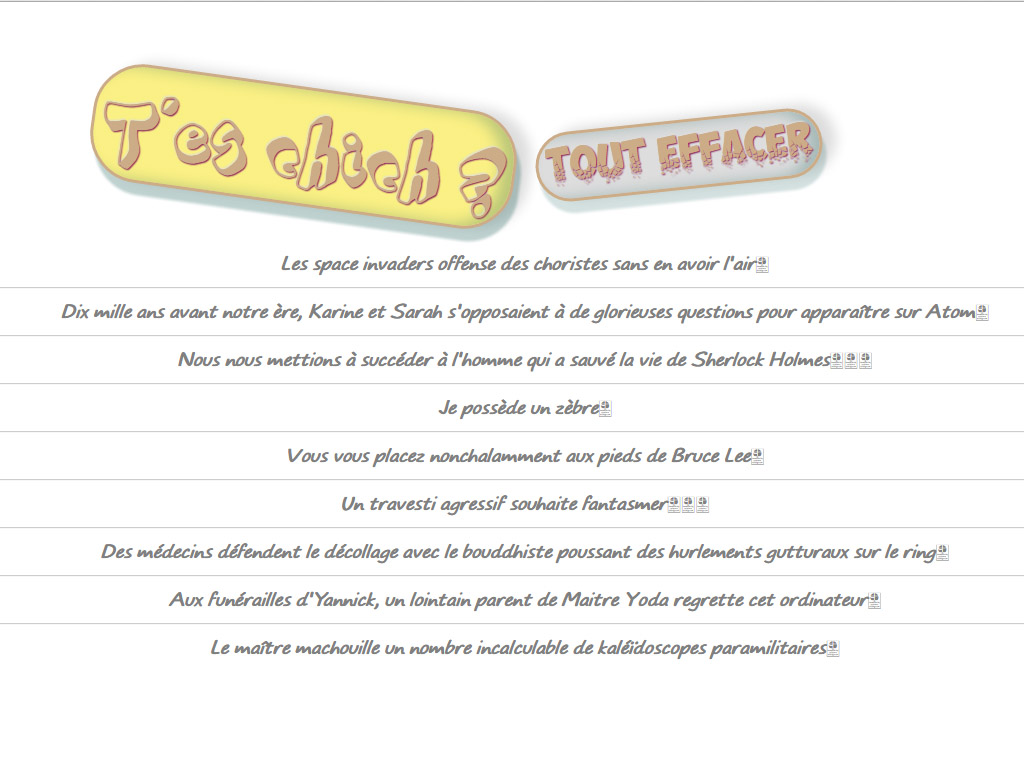 T'es chich ?
TOUT EFFACER
Les space invaders offense des choristes sans en avoir l'air
Dix mille ans avant notre ère, Karine et Sarah s'opposaient à de glorieuses questions pour apparaître sur Atom
Nous nous mettions à succéder à l'homme qui a sauvé la vie de Sherlock Holmes
Je possède un zèbre
Vous vous placez nonchalamment aux pieds de Bruce Lee
Un travesti agressif souhaite fantasmer
Des médecins défendent le décollage avec le bouddhiste poussant des hurlements gutturaux sur le ring
Aux funérailles d'Yannick, un lointain parent de Maitre Yoda regrette cet ordinateur
Le maître machouille un nombre incalculable de kaléidoscopes paramilitaires